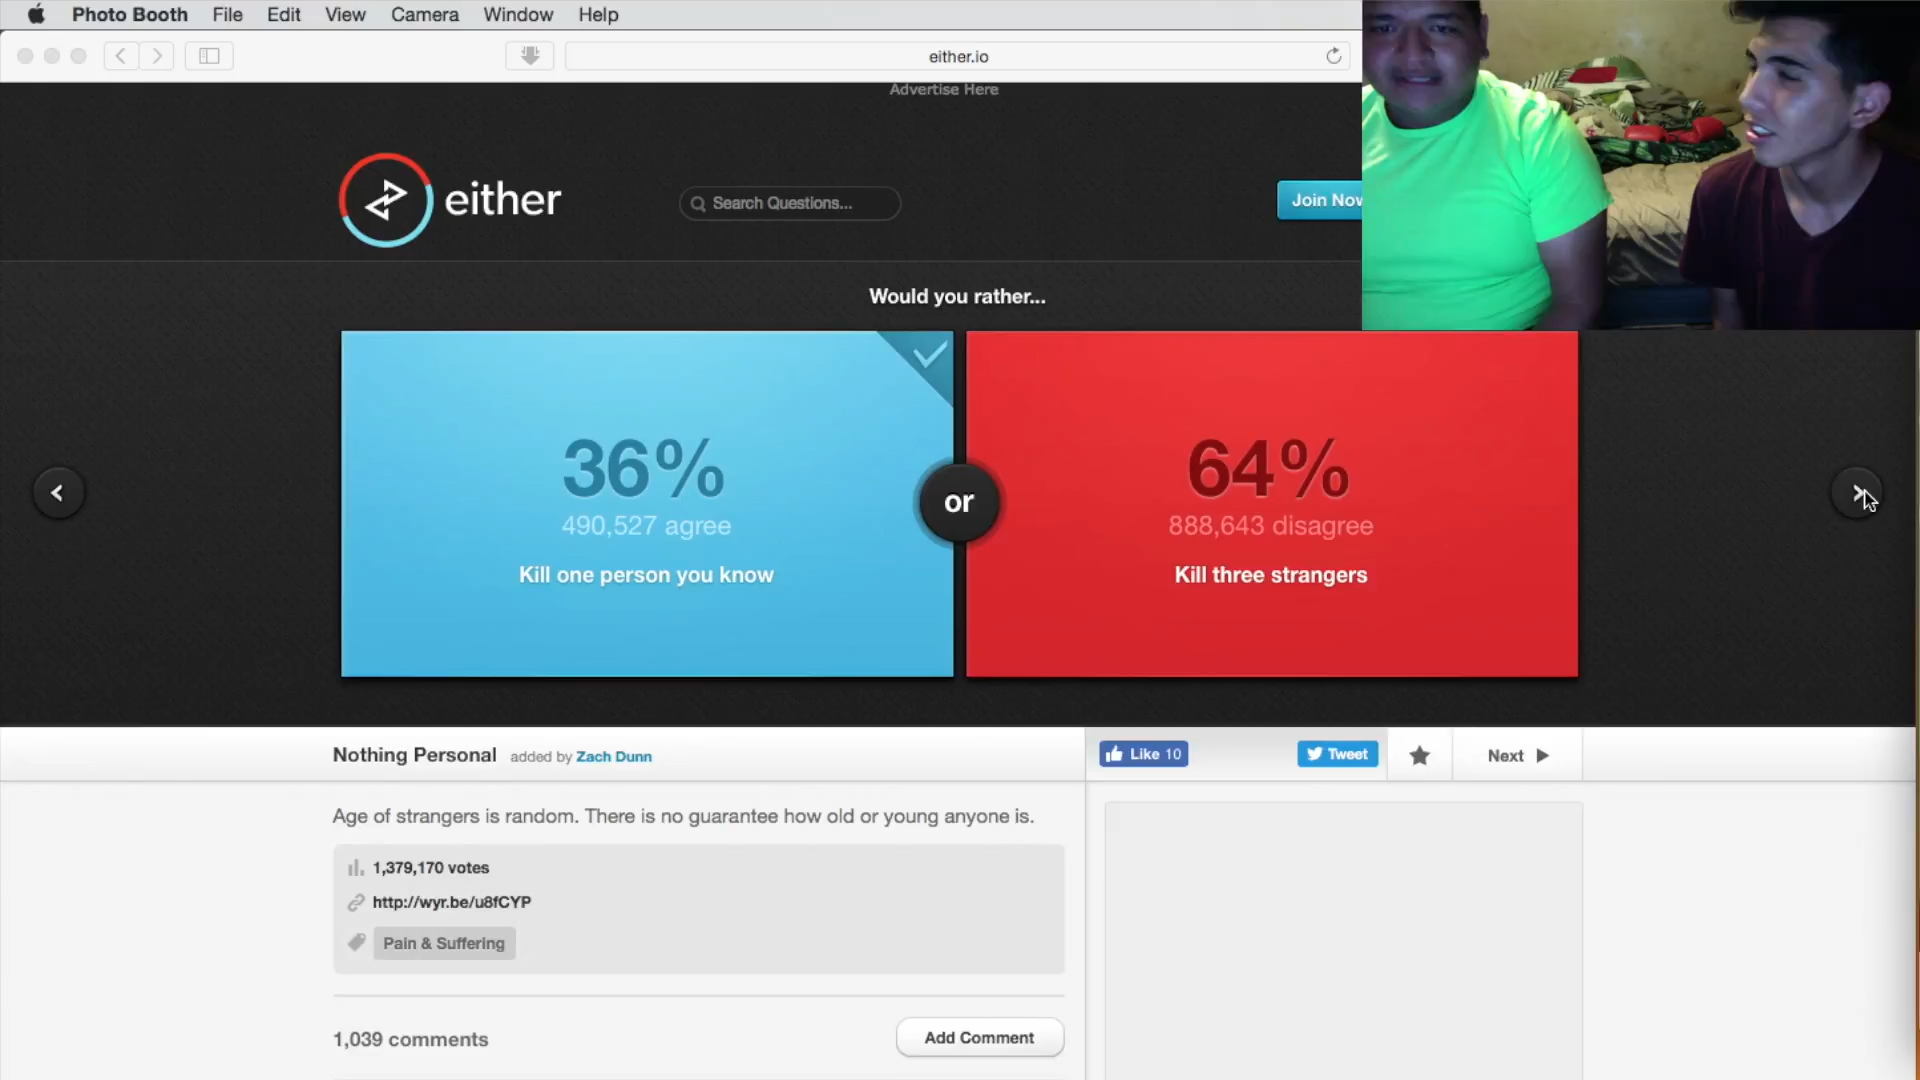 Photo Booth File Edit View Camera Window Help
either.io
Advertise Here
either
Search Questions...
Join Now
Would you rather...
36%
490,527 agree
Kill one person you know
or
64%
888,643 disagree
Kill three strangers
Nothing Personal added by Zach Dunn
Like 10
Tweet
Next
Age of strangers is random. There is no guarantee how old or young anyone is.
1,379,170 votes
http://wyr.be/u8fCYP
Pain & Suffering
1,039 comments
Add Comment